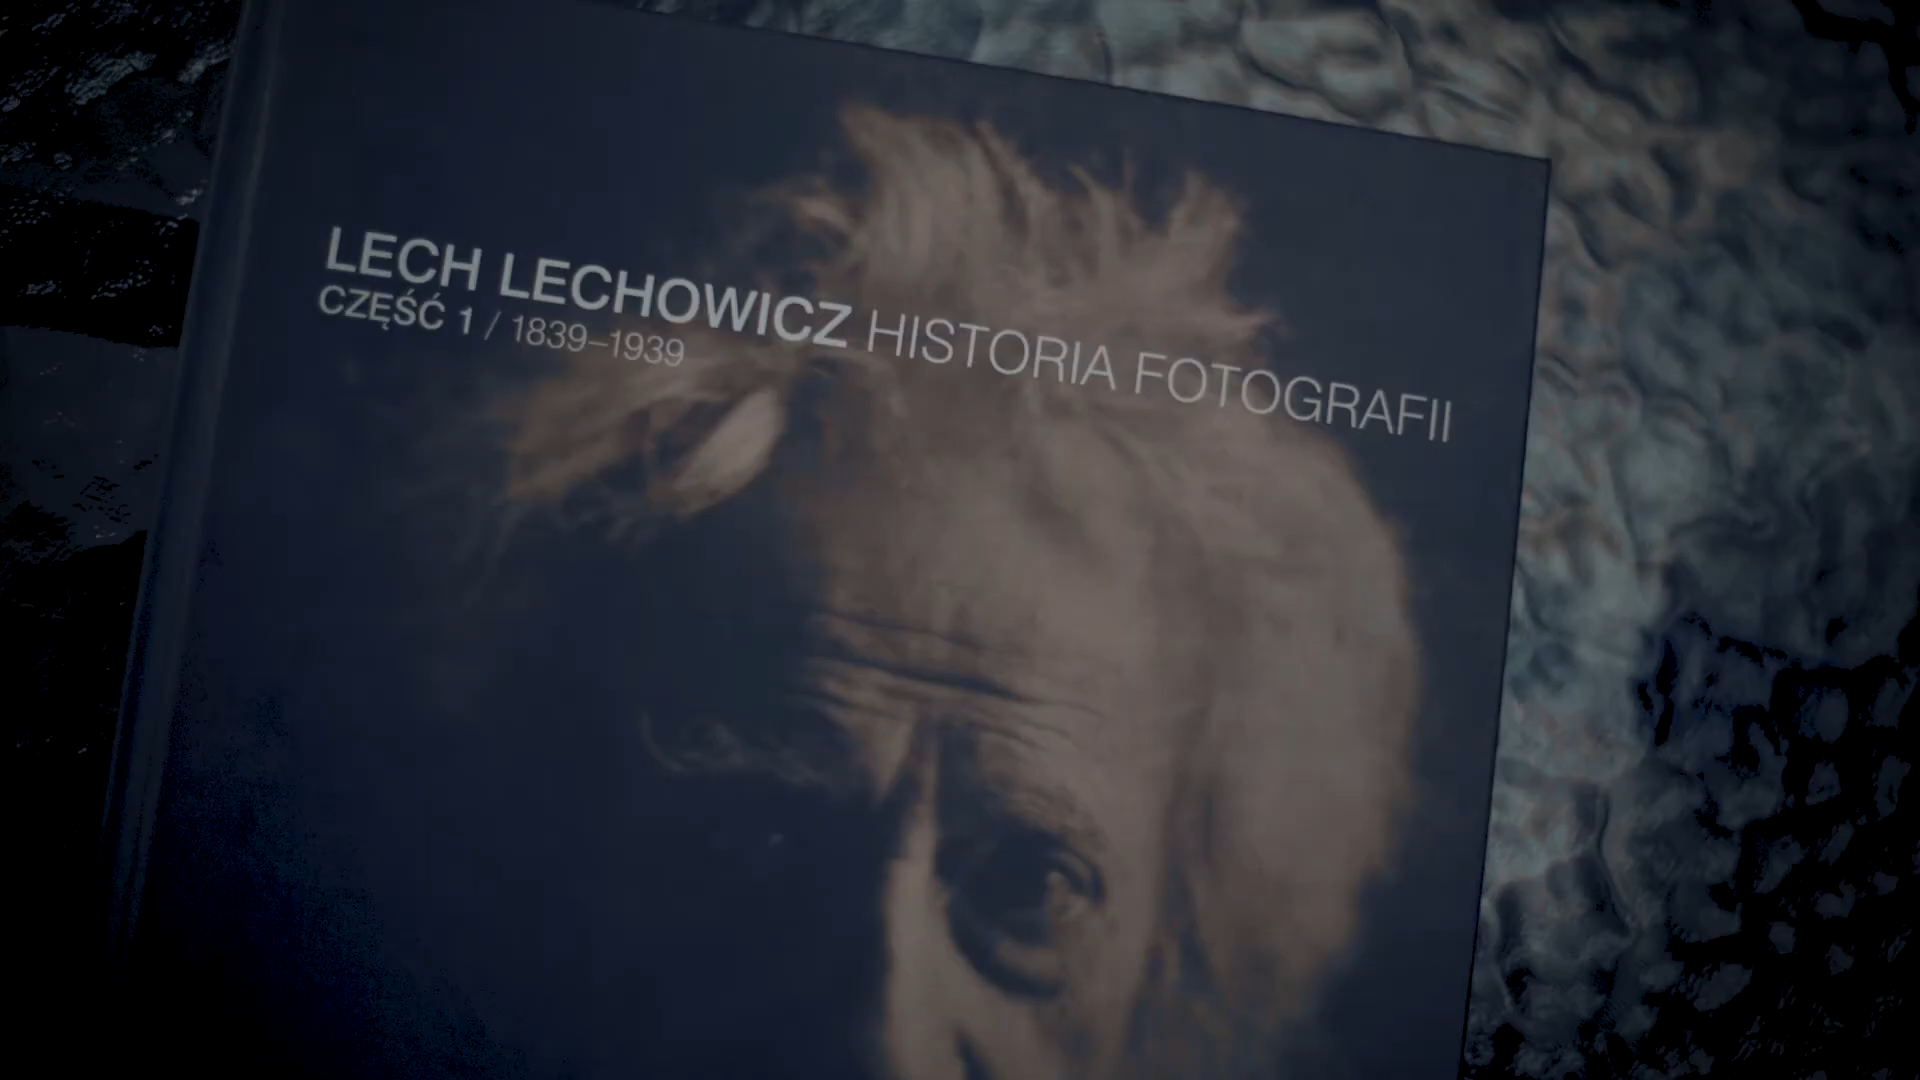 LECH LECHOWICZ HISTORIA FOTOGRAFII
CZĘŚĆ 1 / 1839–1939